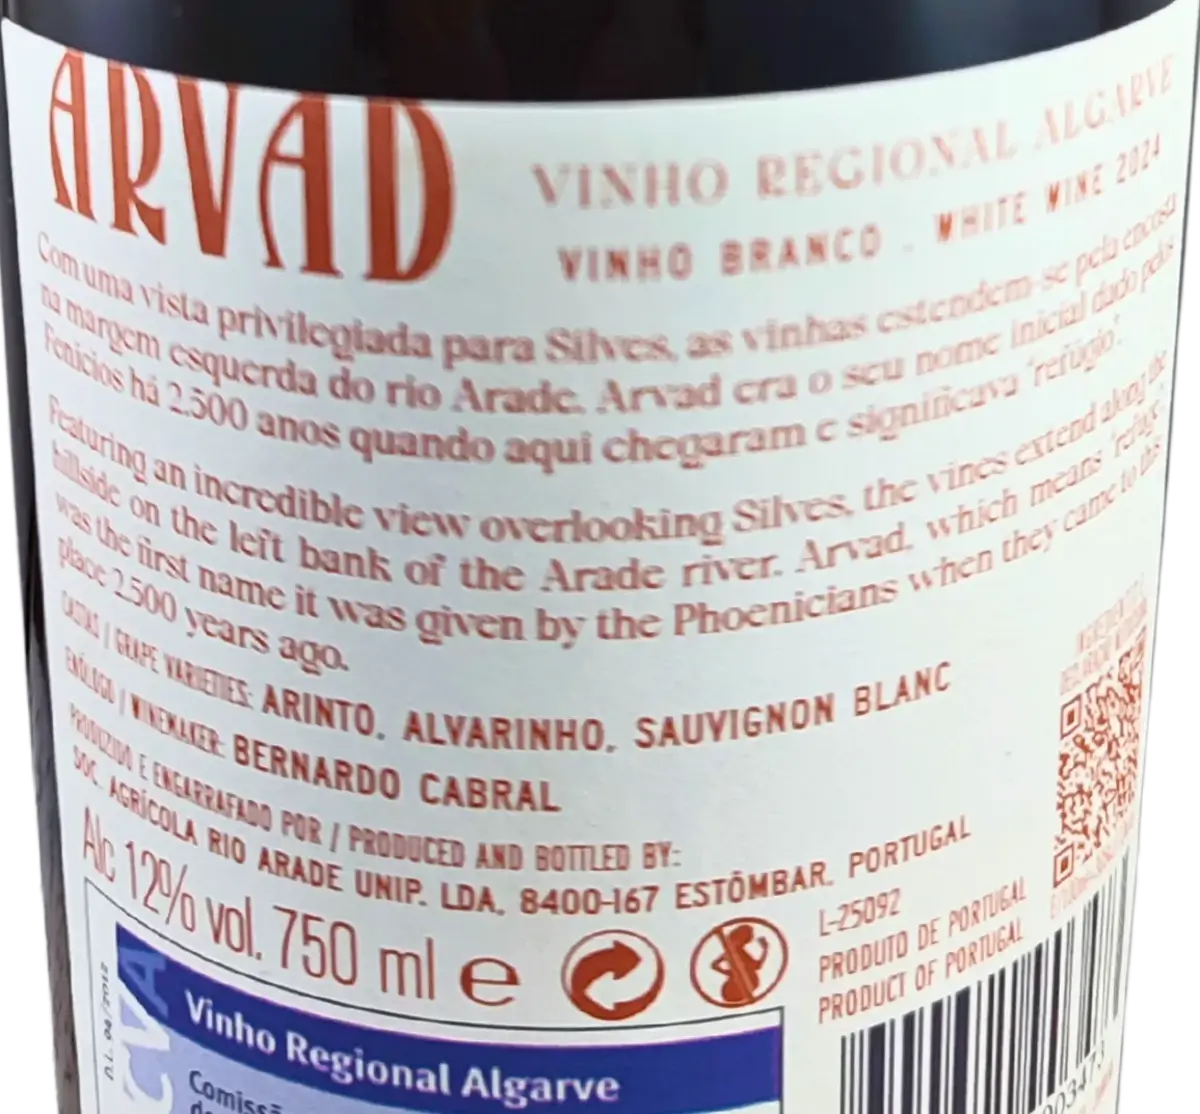 ARVAD
VINHO REGIONAL ALGARVE
VINHO BRANCO . WHITE WINE 2024
Com uma vista privilegiada para Silves, as vinhas estendem-se pela encosta
na margem esquerda do rio Arade. Arvad era o seu nome inicial dado pelos
Fenícios há 2.500 anos quando aqui chegaram e significava 'refúgio'.
Featuring an incredible view overlooking Silves, the vines extend along the
hillside on the left bank of the Arade river. Arvad, which means 'refuge',
was the first name it was given by the Phoenicians when they came to this
place 2.500 years ago.
CASTAS / GRAPE VARIETIES: ARINTO, ALVARINHO, SAUVIGNON BLANC
ENÓLOGO / WINEMAKER: BERNARDO CABRAL
PRODUZIDO E ENGARRAFADO POR / PRODUCED AND BOTTLED BY:
SOC. AGRÍCOLA RIO ARADE UNIP. LDA, 8400-167 ESTÔMBAR, PORTUGAL
Alc 12% vol. 750 ml e
L-25092
PRODUTO DE PORTUGAL
PRODUCT OF PORTUGAL
D.L. 04/2012
CVA
Vinho Regional Algarve